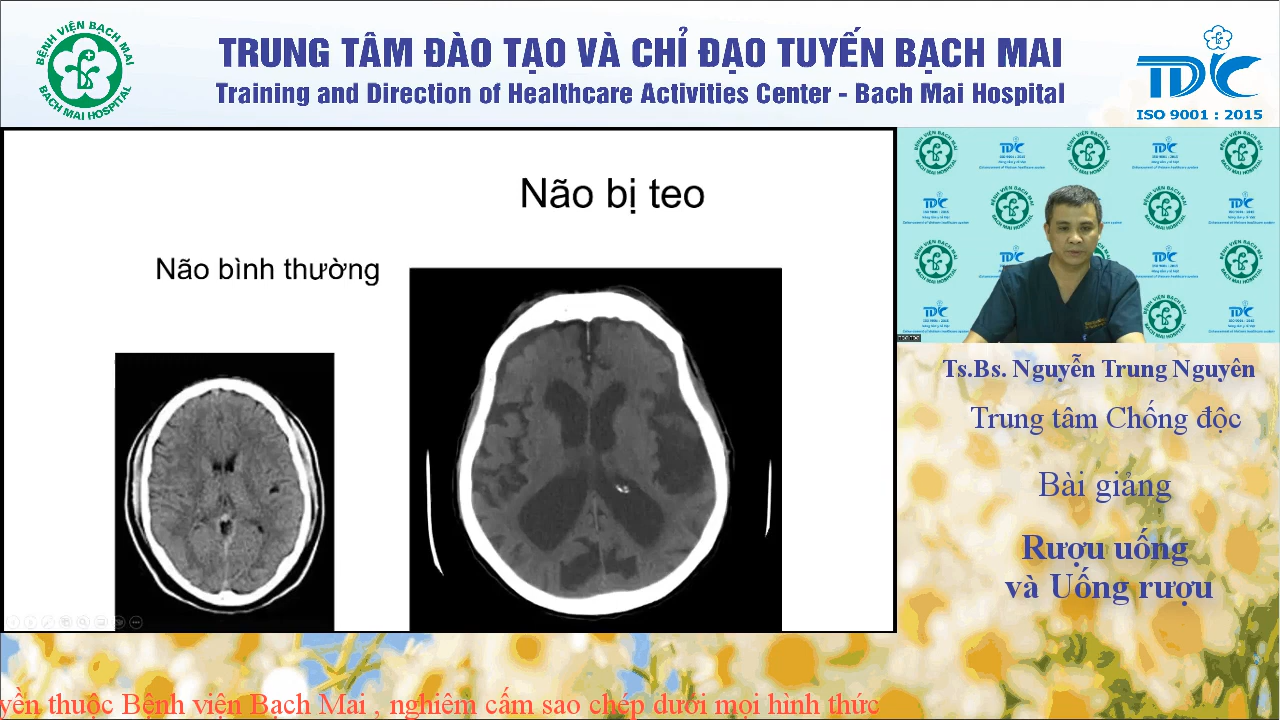 BỆNH VIỆN BẠCH MAI
BACH MAI HOSPITAL
TRUNG TÂM ĐÀO TẠO VÀ CHỈ ĐẠO TUYẾN BẠCH MAI
Training and Direction of Healthcare Activities Center - Bach Mai Hospital
TDC
ISO 9001 : 2015
Não bị teo
Não bình thường
Ts.Bs. Nguyễn Trung Nguyên
Trung tâm Chống độc
Bài giảng
Rượu uống
và Uống rượu
yền thuộc Bệnh viện Bạch Mai , nghiêm cấm sao chép dưới mọi hình thức